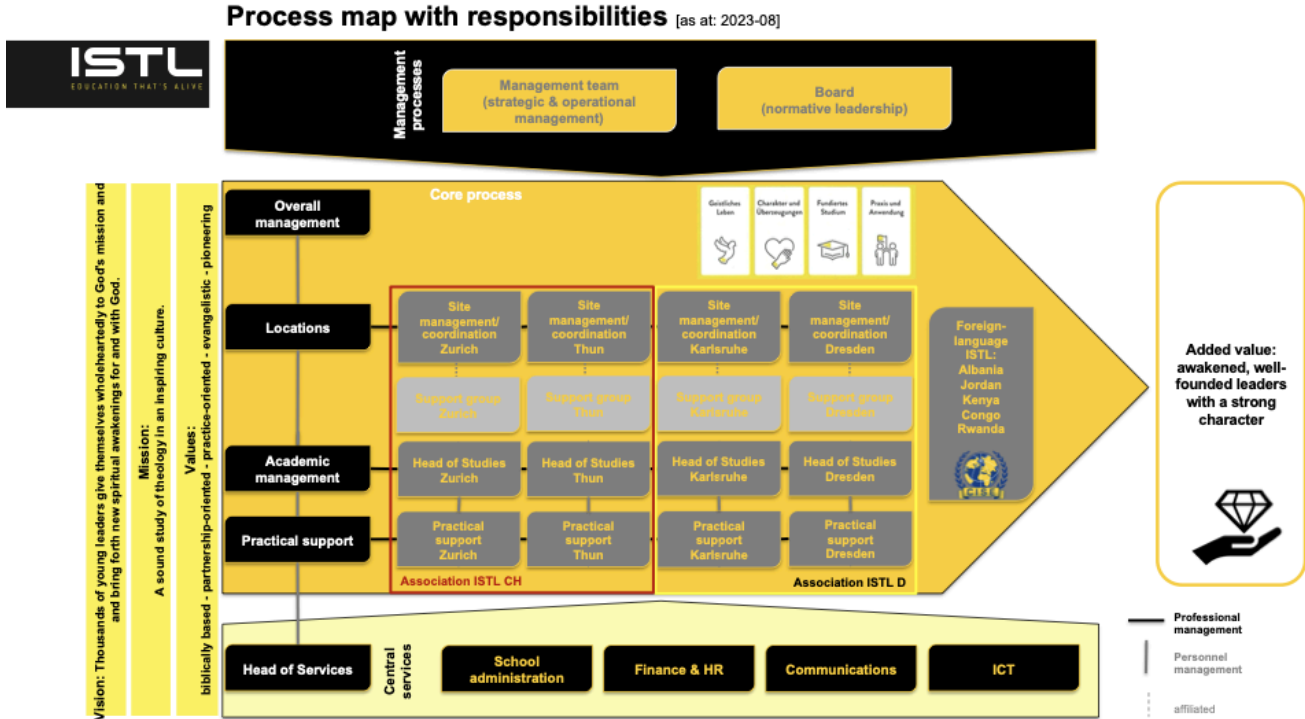 Process map with responsibilities [as at: 2023-08]
ISTL
EDUCATION THAT'S ALIVE
Management
processes
Management team
(strategic & operational
management)
Board
(normative leadership)
Vision: Thousands of young leaders give themselves wholeheartedly to God's mission and
and bring forth new spiritual awakenings for and with God.
Mission:
A sound study of theology in an inspiring culture.
Values:
biblically based - partnership-oriented - practice-oriented - evangelistic - pioneering
Core process
Geistliches
Leben
Charakter und
Überzeugungen
Fundiertes
Studium
Praxis und
Anwendung
Overall
management
Locations
Site
management/
coordination
Zurich
Site
management/
coordination
Thun
Site
management/
coordination
Karlsruhe
Site
management/
coordination
Dresden
Support group
Zurich
Support group
Thun
Support group
Karlsruhe
Support group
Dresden
Academic
management
Head of Studies
Zurich
Head of Studies
Thun
Head of Studies
Karlsruhe
Head of Studies
Dresden
Practical support
Practical
support
Zurich
Practical
support
Thun
Practical
support
Karlsruhe
Practical
support
Dresden
Association ISTL CH
Association ISTL D
Foreign-
language
ISTL:
Albania
Jordan
Kenya
Congo
Rwanda
Added value:
awakened, well-
founded leaders
with a strong
character
Head of Services
Central
services
School
administration
Finance & HR
Communications
ICT
Professional
management
Personnel
management
affiliated